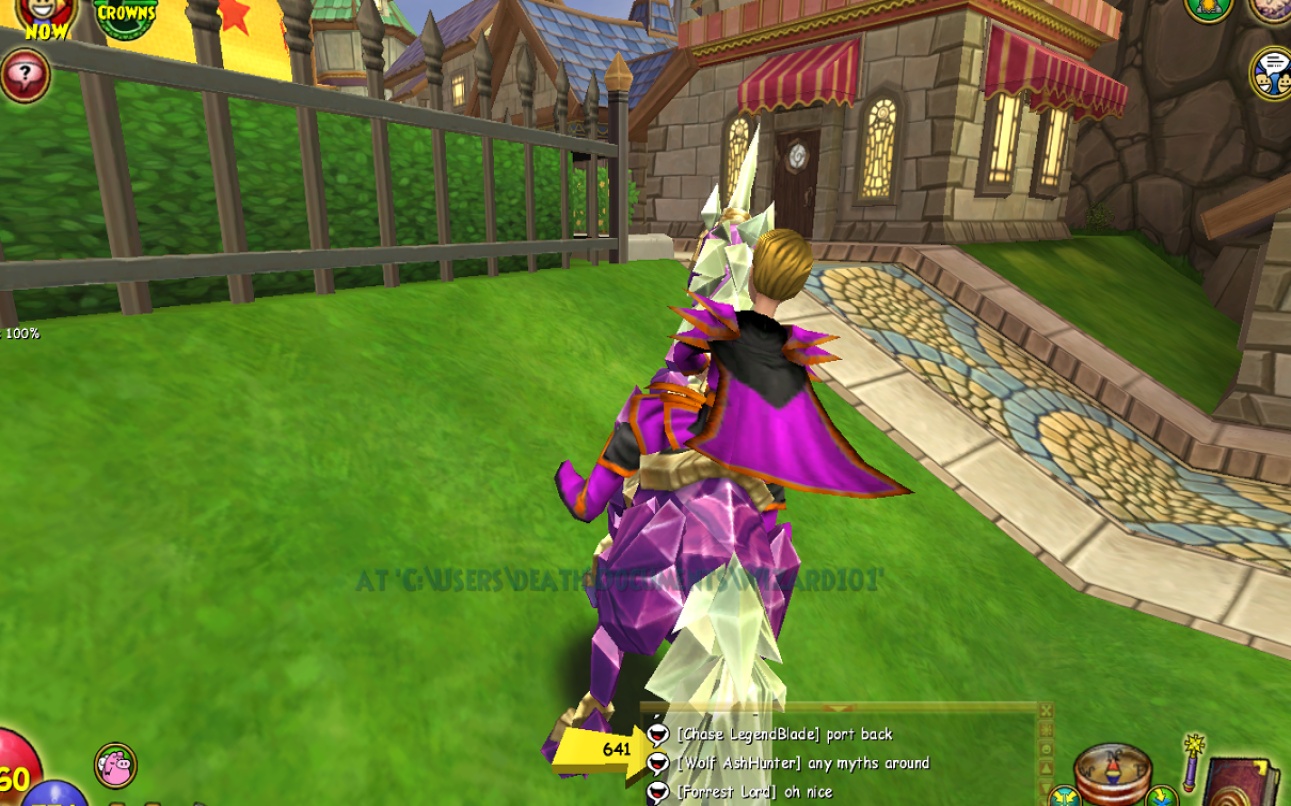 NOW
CROWNS
?
100%
AT 'C:\USERS\DEATH\DOCUMENTS\WIZARD101'
[Chase LegendBlade] port back
641
[Wolf AshHunter] any myths around
[Forrest Lord] oh nice
60